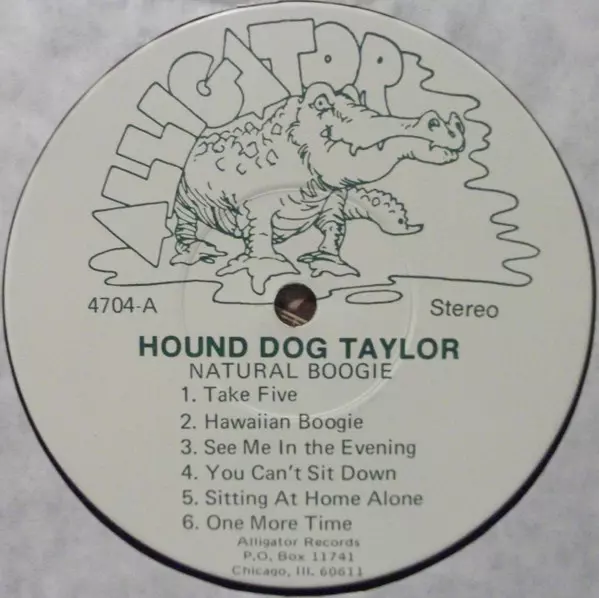 ALLIGATOR
4704-A
Stereo
HOUND DOG TAYLOR
NATURAL BOOGIE
1. Take Five
2. Hawaiian Boogie
3. See Me In the Evening
4. You Can't Sit Down
5. Sitting At Home Alone
6. One More Time
Alligator Records
P.O. Box 11741
Chicago, Ill. 60611